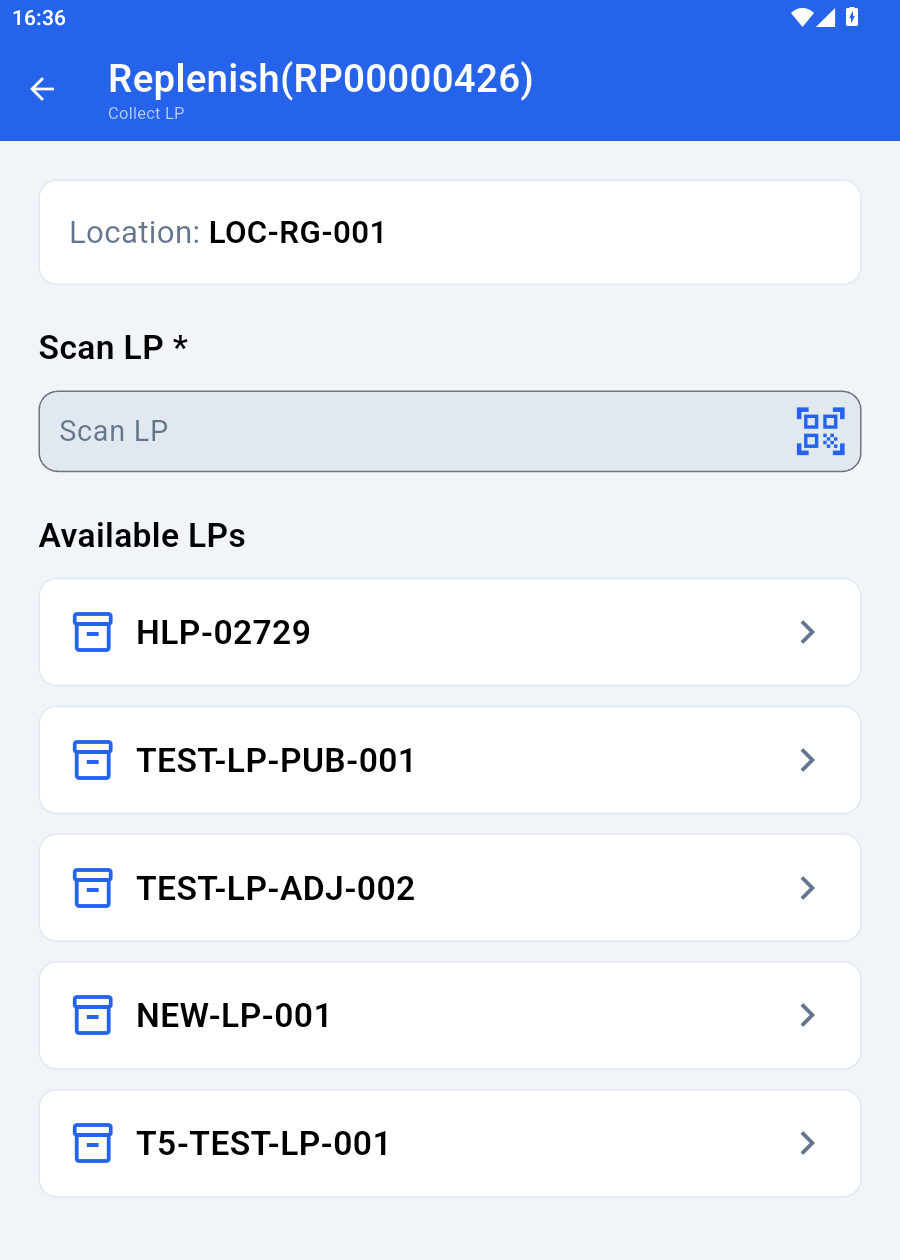 16:36
Replenish(RP00000426)
Collect LP
Location: LOC-RG-001
Scan LP *
Scan LP
Available LPs
HLP-02729
TEST-LP-PUB-001
TEST-LP-ADJ-002
NEW-LP-001
T5-TEST-LP-001